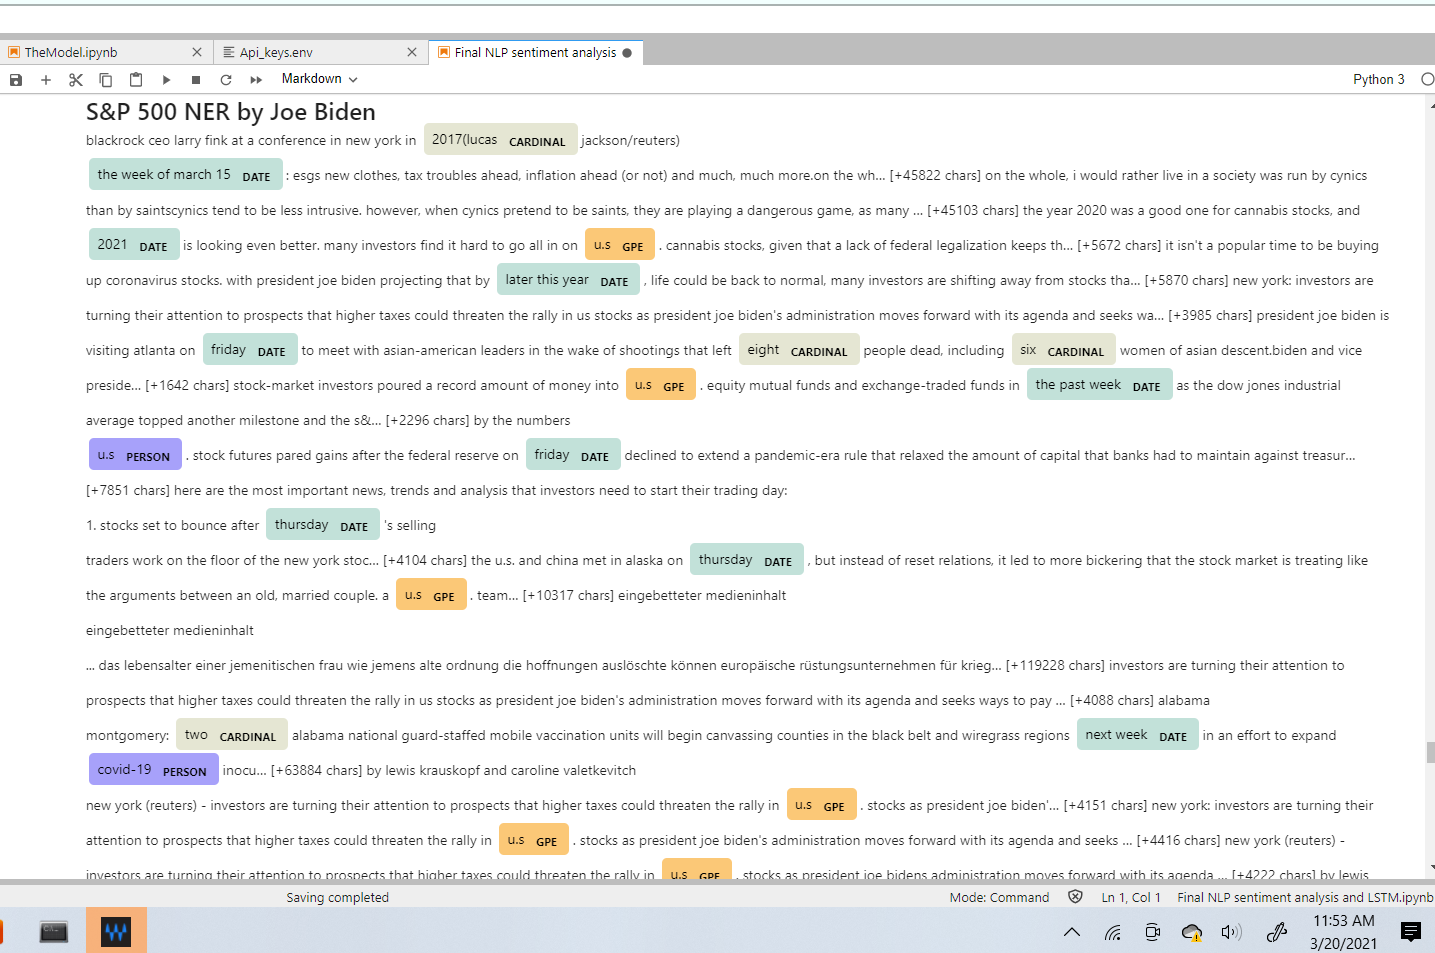 TheModel.ipynb
Api_keys.env
Final NLP sentiment analysis
Markdown
Python 3
S&P 500 NER by Joe Biden
blackrock ceo larry fink at a conference in new york in 2017(lucas CARDINAL jackson/reuters)
the week of march 15 DATE : esgs new clothes, tax troubles ahead, inflation ahead (or not) and much, much more.on the wh... [+45822 chars] on the whole, i would rather live in a society was run by cynics
than by saintscynics tend to be less intrusive. however, when cynics pretend to be saints, they are playing a dangerous game, as many ... [+45103 chars] the year 2020 was a good one for cannabis stocks, and
2021 DATE is looking even better. many investors find it hard to go all in on u.s GPE . cannabis stocks, given that a lack of federal legalization keeps th... [+5672 chars] it isn't a popular time to be buying
up coronavirus stocks. with president joe biden projecting that by later this year DATE , life could be back to normal, many investors are shifting away from stocks tha... [+5870 chars] new york: investors are
turning their attention to prospects that higher taxes could threaten the rally in us stocks as president joe biden's administration moves forward with its agenda and seeks wa... [+3985 chars] president joe biden is
visiting atlanta on friday DATE to meet with asian-american leaders in the wake of shootings that left eight CARDINAL people dead, including six CARDINAL women of asian descent.biden and vice
preside... [+1642 chars] stock-market investors poured a record amount of money into u.s GPE . equity mutual funds and exchange-traded funds in the past week DATE as the dow jones industrial
average topped another milestone and the s&... [+2296 chars] by the numbers
u.s PERSON . stock futures pared gains after the federal reserve on friday DATE declined to extend a pandemic-era rule that relaxed the amount of capital that banks had to maintain against treasur...
[+7851 chars] here are the most important news, trends and analysis that investors need to start their trading day:
1. stocks set to bounce after thursday DATE 's selling
traders work on the floor of the new york stoc... [+4104 chars] the u.s. and china met in alaska on thursday DATE , but instead of reset relations, it led to more bickering that the stock market is treating like
the arguments between an old, married couple. a u.s GPE . team... [+10317 chars] eingebetteter medieninhalt
eingebetteter medieninhalt
... das lebensalter einer jemenitischen frau wie jemens alte ordnung die hoffnungen auslöschte können europäische rüstungsunternehmen für krieg... [+119228 chars] investors are turning their attention to
prospects that higher taxes could threaten the rally in us stocks as president joe biden's administration moves forward with its agenda and seeks ways to pay ... [+4088 chars] alabama
montgomery: two CARDINAL alabama national guard-staffed mobile vaccination units will begin canvassing counties in the black belt and wiregrass regions next week DATE in an effort to expand
covid-19 PERSON inocu... [+63884 chars] by lewis krauskopf and caroline valetkevitch
new york (reuters) - investors are turning their attention to prospects that higher taxes could threaten the rally in u.s GPE . stocks as president joe biden'... [+4151 chars] new york: investors are turning their
attention to prospects that higher taxes could threaten the rally in u.s GPE . stocks as president joe biden's administration moves forward with its agenda and seeks ... [+4416 chars] new york (reuters) -
investors are turning their attention to prospects that higher taxes could threaten the rally in u.s GPE . stocks as president joe bidens administration moves forward with its agenda ... [+4222 chars] by lewis
Saving completed
Mode: Command
Ln 1, Col 1
Final NLP sentiment analysis and LSTM.ipynb
11:53 AM
3/20/2021